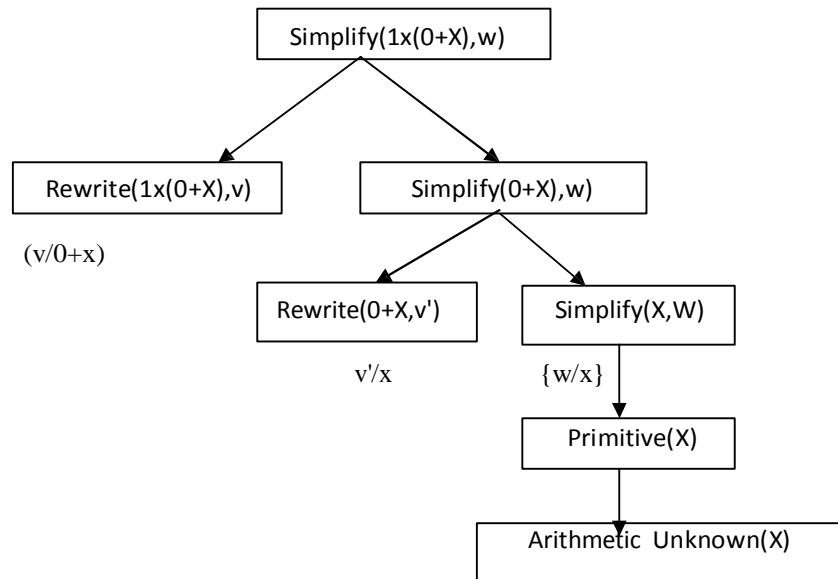 Simplify(1x(0+X),w)
Rewrite(1x(0+X),v)
Simplify(0+X),w)
(v/0+x)
Rewrite(0+X,v')
Simplify(X,W)
v'/x
{w/x}
Primitive(X)
Arithmetic Unknown(X)